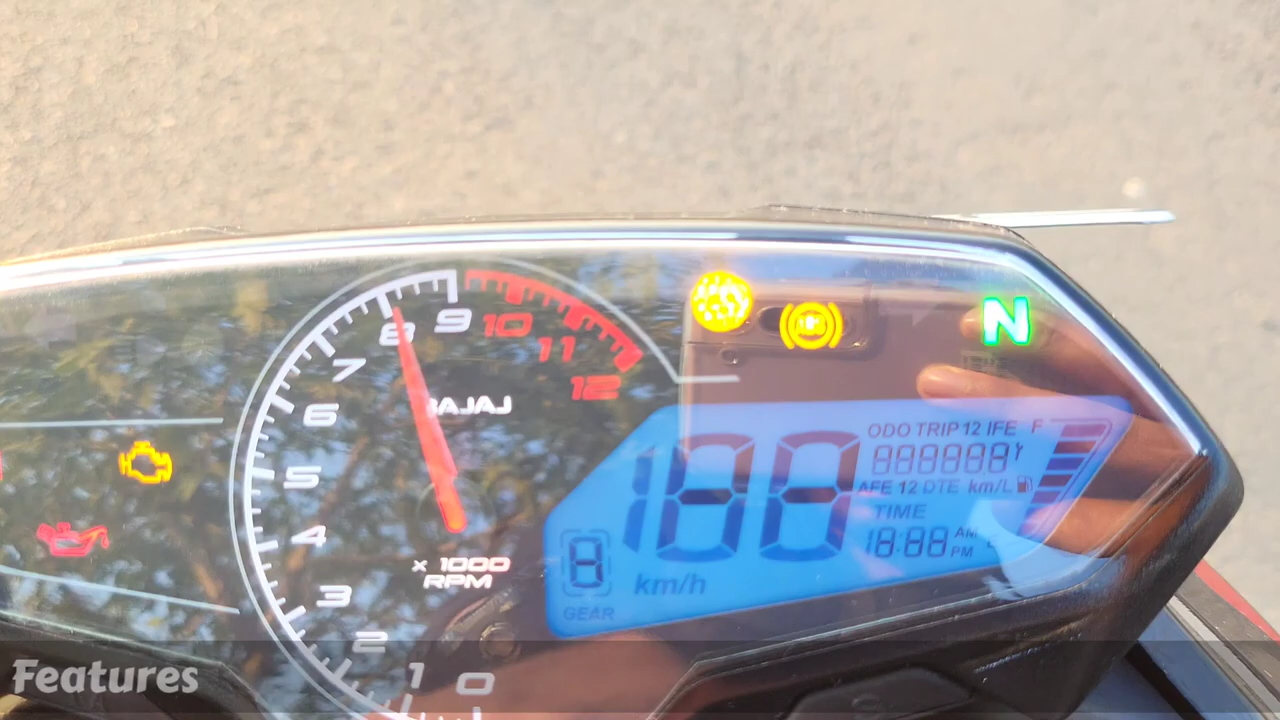 9
10
8
11
7
12
BAJAJ
6
N
ODO TRIP 12 IFE F
5
188
888888
AFE 12 DTE km/L
4
TIME
18:88 AM
PM
x 1000
RPM
8
km/h
3
GEAR
2
1
0
Features